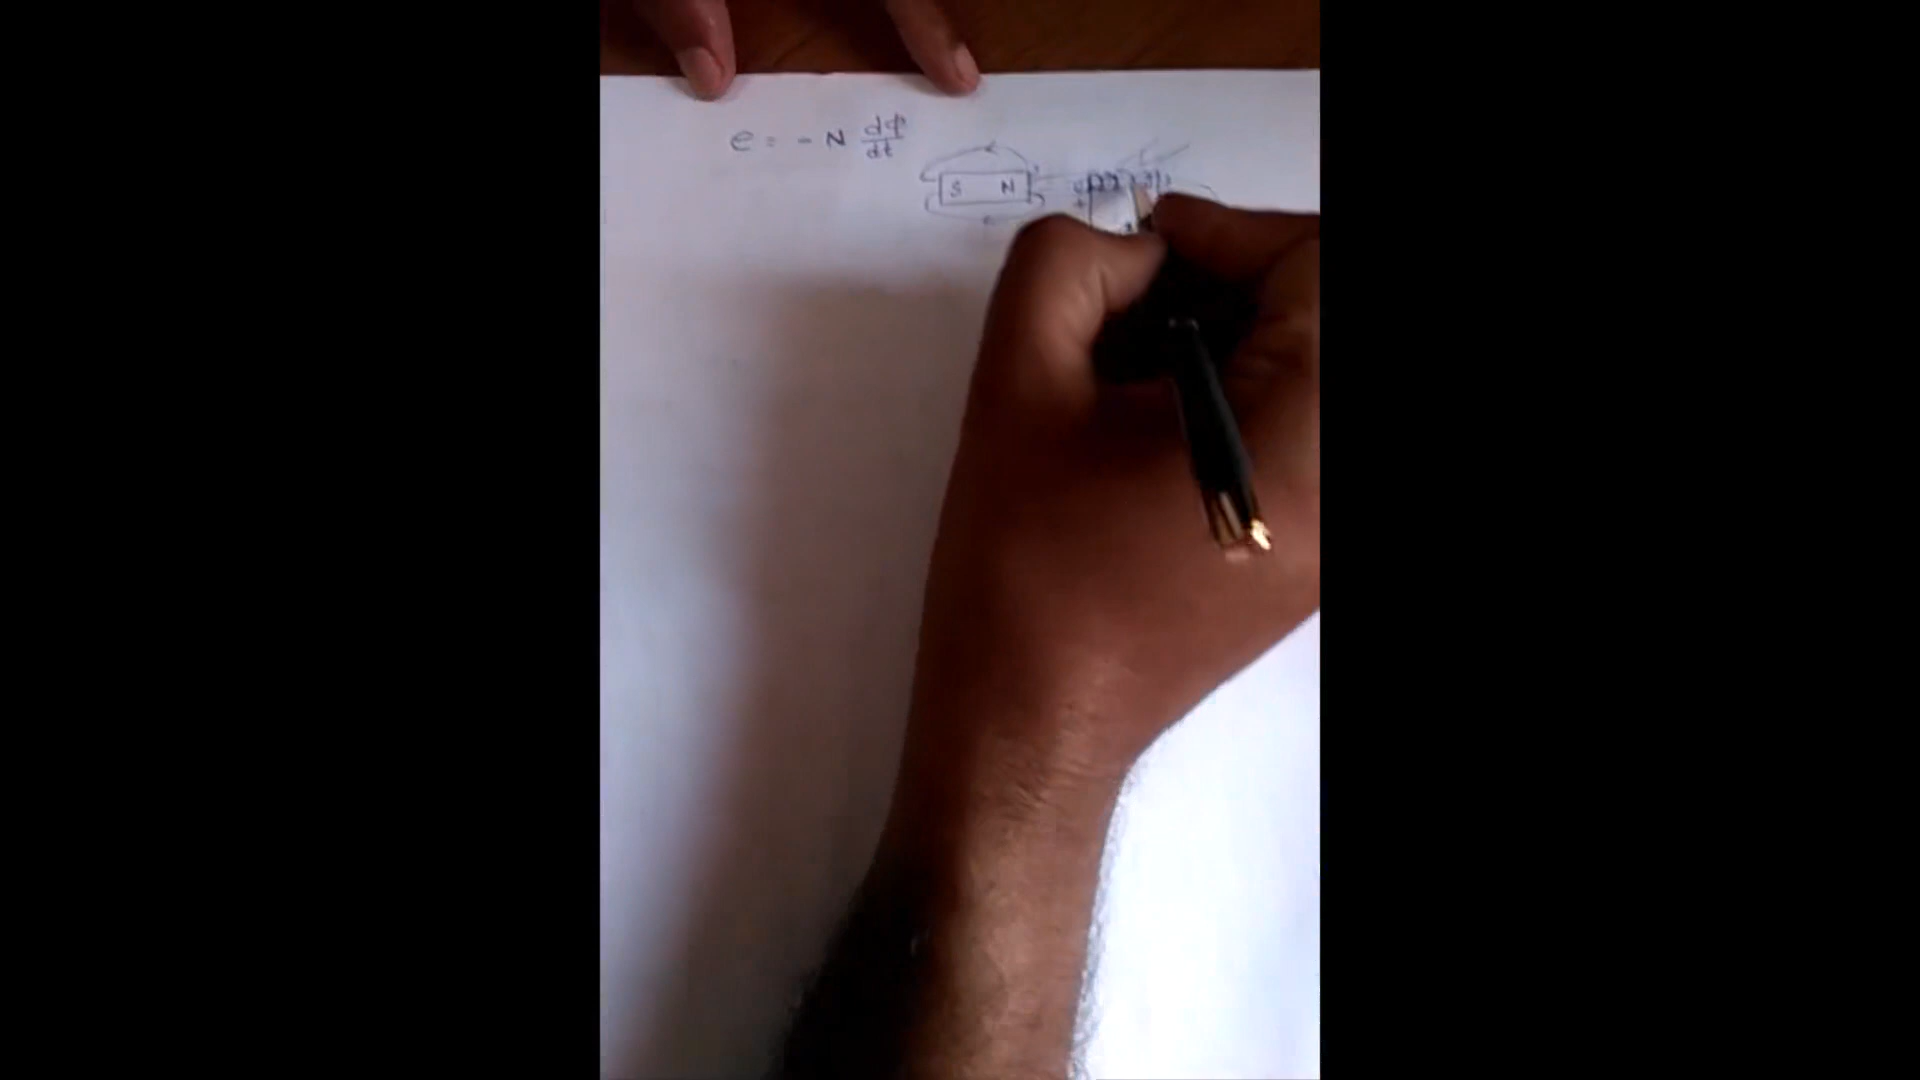 e = - N dφ/dt
S N